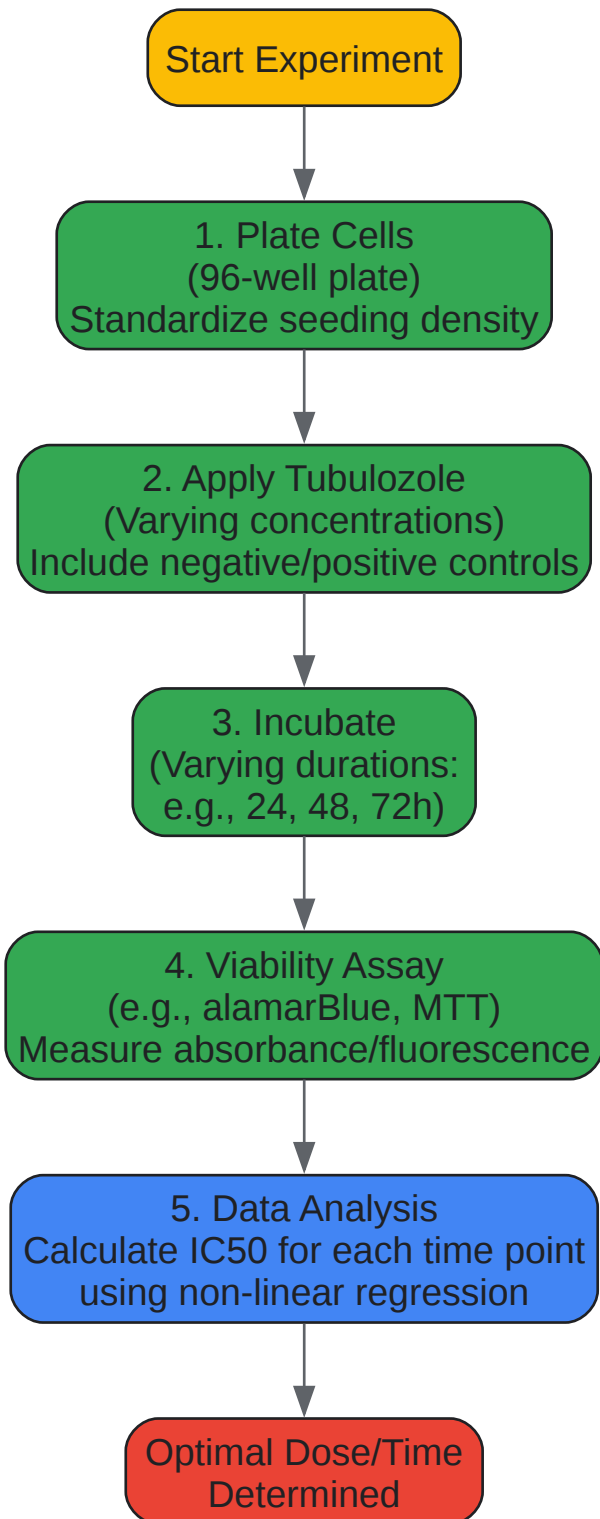 Start Experiment
1. Plate Cells
(96-well plate)
Standardize seeding density
2. Apply Tubulozole
(Varying concentrations)
Include negative/positive controls
3. Incubate
(Varying durations:
e.g., 24, 48, 72h)
4. Viability Assay
(e.g., alamarBlue, MTT)
Measure absorbance/fluorescence
5. Data Analysis
Calculate IC50 for each time point
using non-linear regression
Optimal Dose/Time
Determined